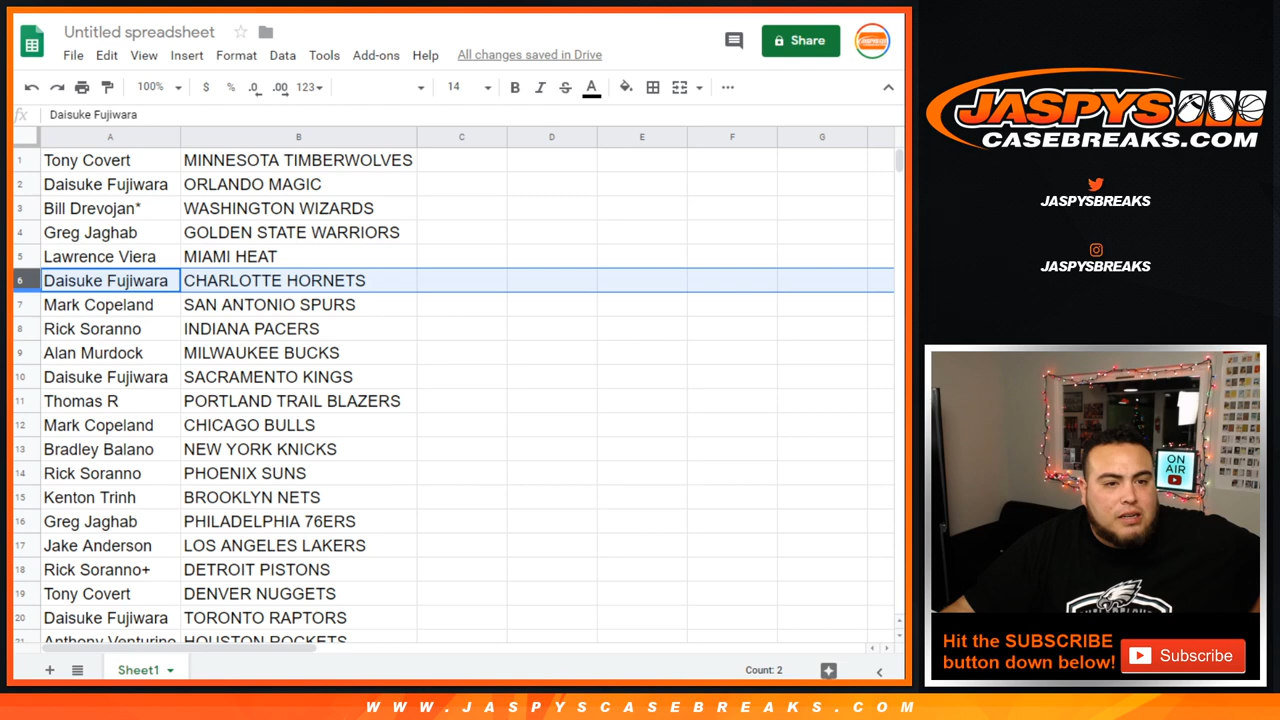 Untitled spreadsheet
File Edit View Insert Format Data Tools Add-ons Help All changes saved in Drive
Share
100% $ % .0 .00 123 14 B I S A
fx Daisuke Fujiwara
A B C D E F G
1 Tony Covert MINNESOTA TIMBERWOLVES
2 Daisuke Fujiwara ORLANDO MAGIC
3 Bill Drevojan* WASHINGTON WIZARDS
4 Greg Jaghab GOLDEN STATE WARRIORS
5 Lawrence Viera MIAMI HEAT
6 Daisuke Fujiwara CHARLOTTE HORNETS
7 Mark Copeland SAN ANTONIO SPURS
8 Rick Soranno INDIANA PACERS
9 Alan Murdock MILWAUKEE BUCKS
10 Daisuke Fujiwara SACRAMENTO KINGS
11 Thomas R PORTLAND TRAIL BLAZERS
12 Mark Copeland CHICAGO BULLS
13 Bradley Balano NEW YORK KNICKS
14 Rick Soranno PHOENIX SUNS
15 Kenton Trinh BROOKLYN NETS
16 Greg Jaghab PHILADELPHIA 76ERS
17 Jake Anderson LOS ANGELES LAKERS
18 Rick Soranno+ DETROIT PISTONS
19 Tony Covert DENVER NUGGETS
20 Daisuke Fujiwara TORONTO RAPTORS
21 Anthony Venturino HOUSTON ROCKETS
Sheet1 Count: 2
JASPYS
CASEBREAKS.COM
JASPYSBREAKS
JASPYSBREAKS
ON
AIR
Hit the SUBSCRIBE
button down below!
Subscribe
WWW.JASPYSCASEBREAKS.COM